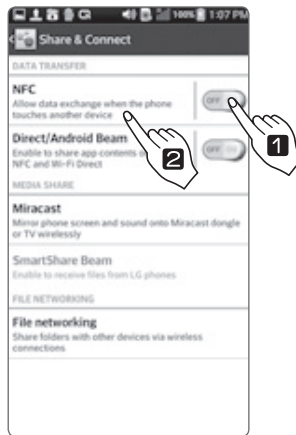 100% 1:07 PM
Share & Connect
DATA TRANSFER
NFC
Allow data exchange when the phone
touches another device
OFF
1
2
Direct/Android Beam
Enable to share app contents
NFC and Wi-Fi Direct
OFF
MEDIA SHARE
Miracast
Mirror phone screen and sound onto Miracast dongle
or TV wirelessly
SmartShare Beam
Enable to receive files from LG phones
FILE NETWORKING
File networking
Share folders with other devices via wireless
connections